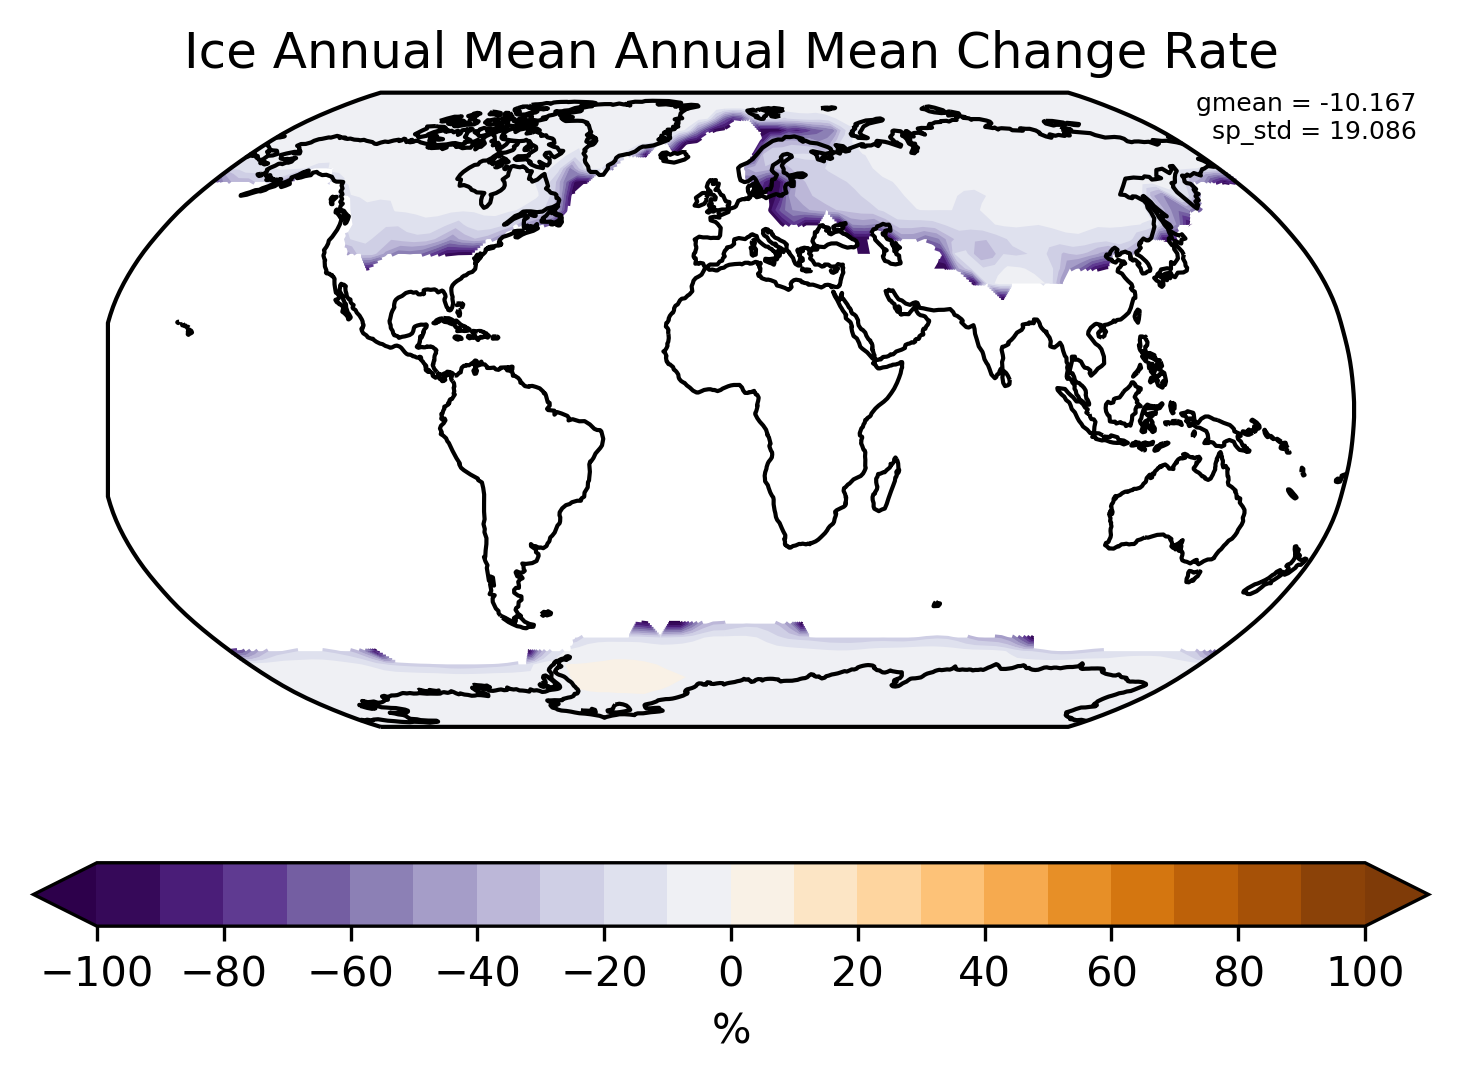 Ice Annual Mean Annual Mean Change Rate
gmean = -10.167
sp_std = 19.086
−100 −80 −60 −40 −20 0 20 40 60 80 100
%